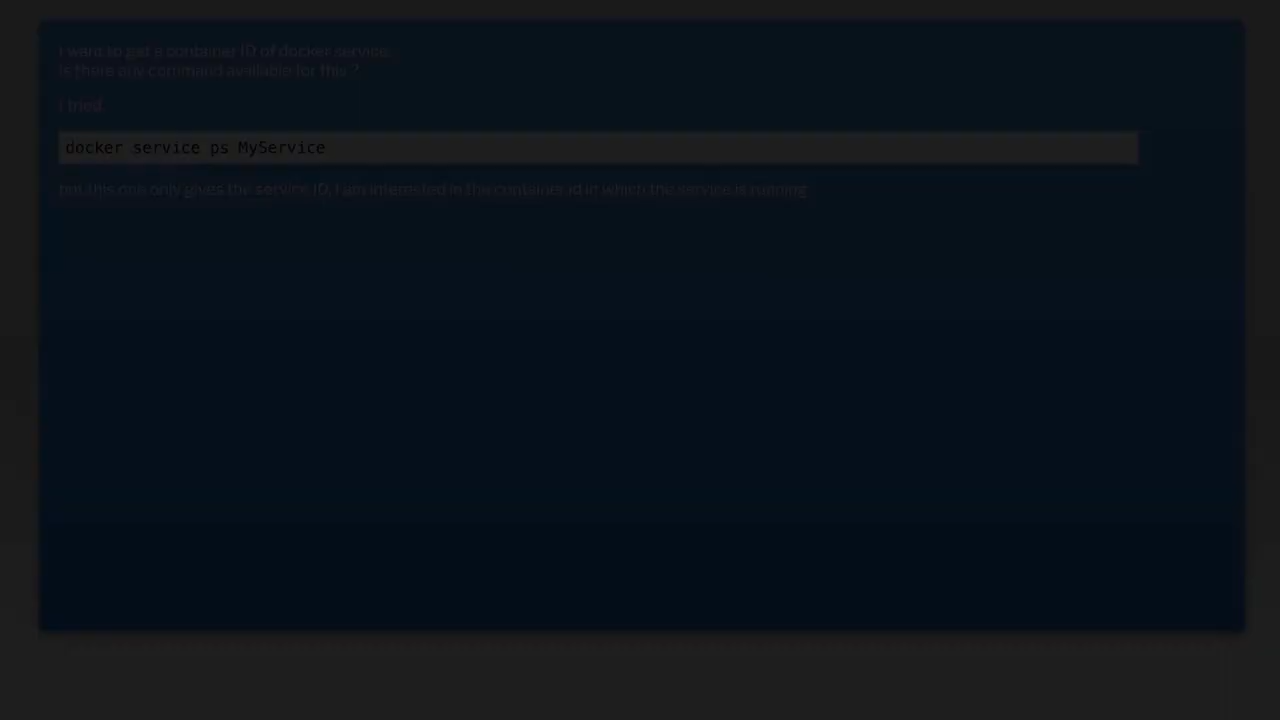 I want to get a container ID of docker service.
Is there any command available for this ?
I tried
docker service ps MyService
but this one only gives the service ID, I am interested in the container id in which the service is running